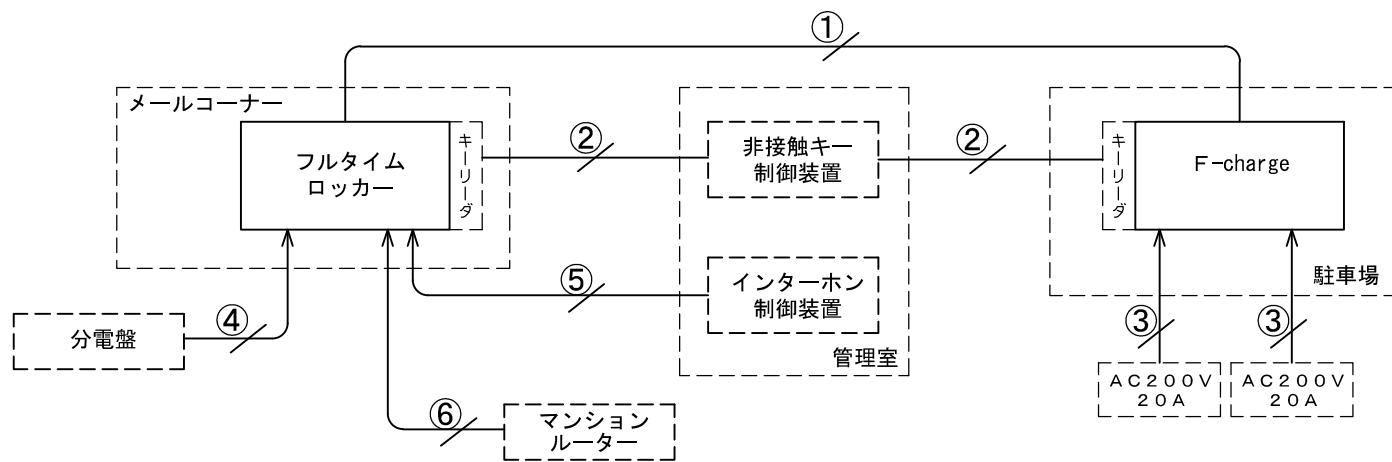 ①
メールコーナー
フルタイム
ロッカー
キーリーダ
②
非接触キー
制御装置
②
キーリーダ
F-charge
インターホン
制御装置
⑤
管理室
駐車場
分電盤
④
③
③
AC200V
20A
AC200V
20A
⑥
マンション
ルーター